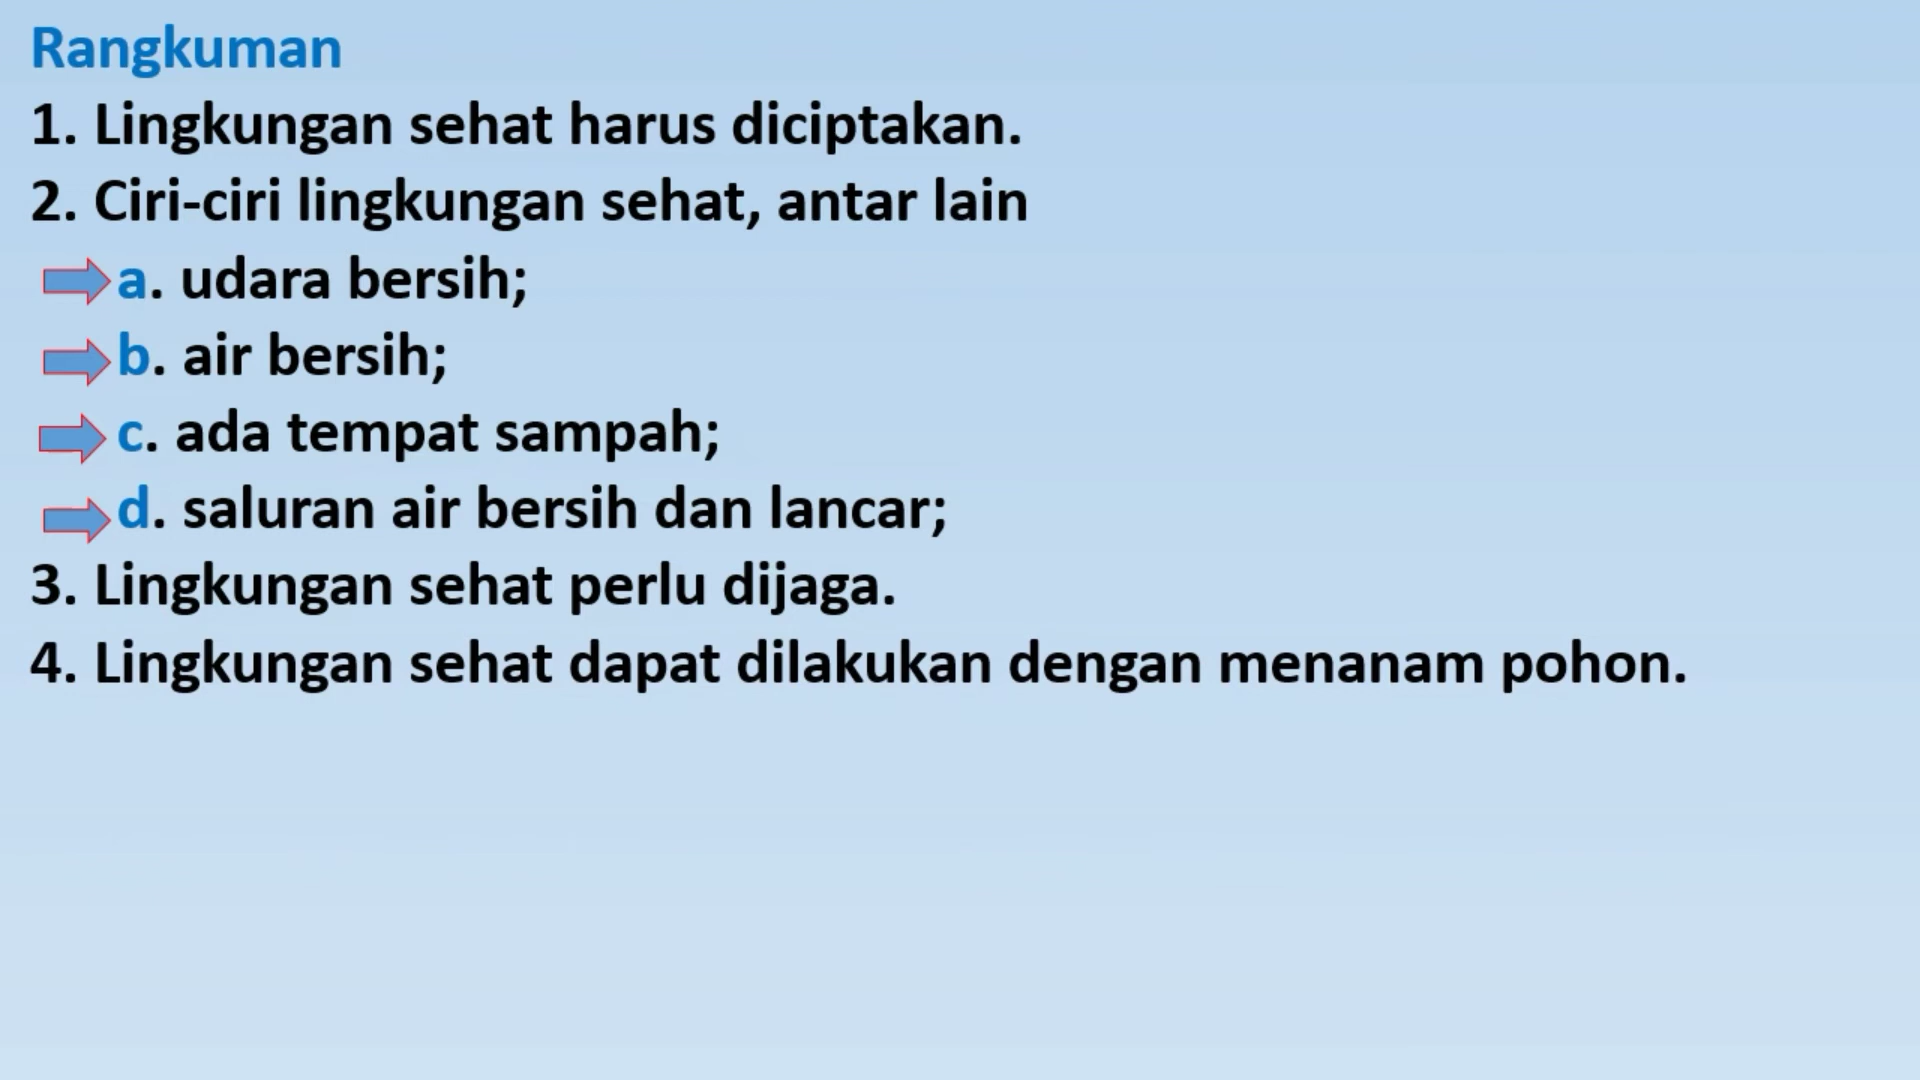 Rangkuman
1. Lingkungan sehat harus diciptakan.
2. Ciri-ciri lingkungan sehat, antar lain
a. udara bersih;
b. air bersih;
c. ada tempat sampah;
d. saluran air bersih dan lancar;
3. Lingkungan sehat perlu dijaga.
4. Lingkungan sehat dapat dilakukan dengan menanam pohon.